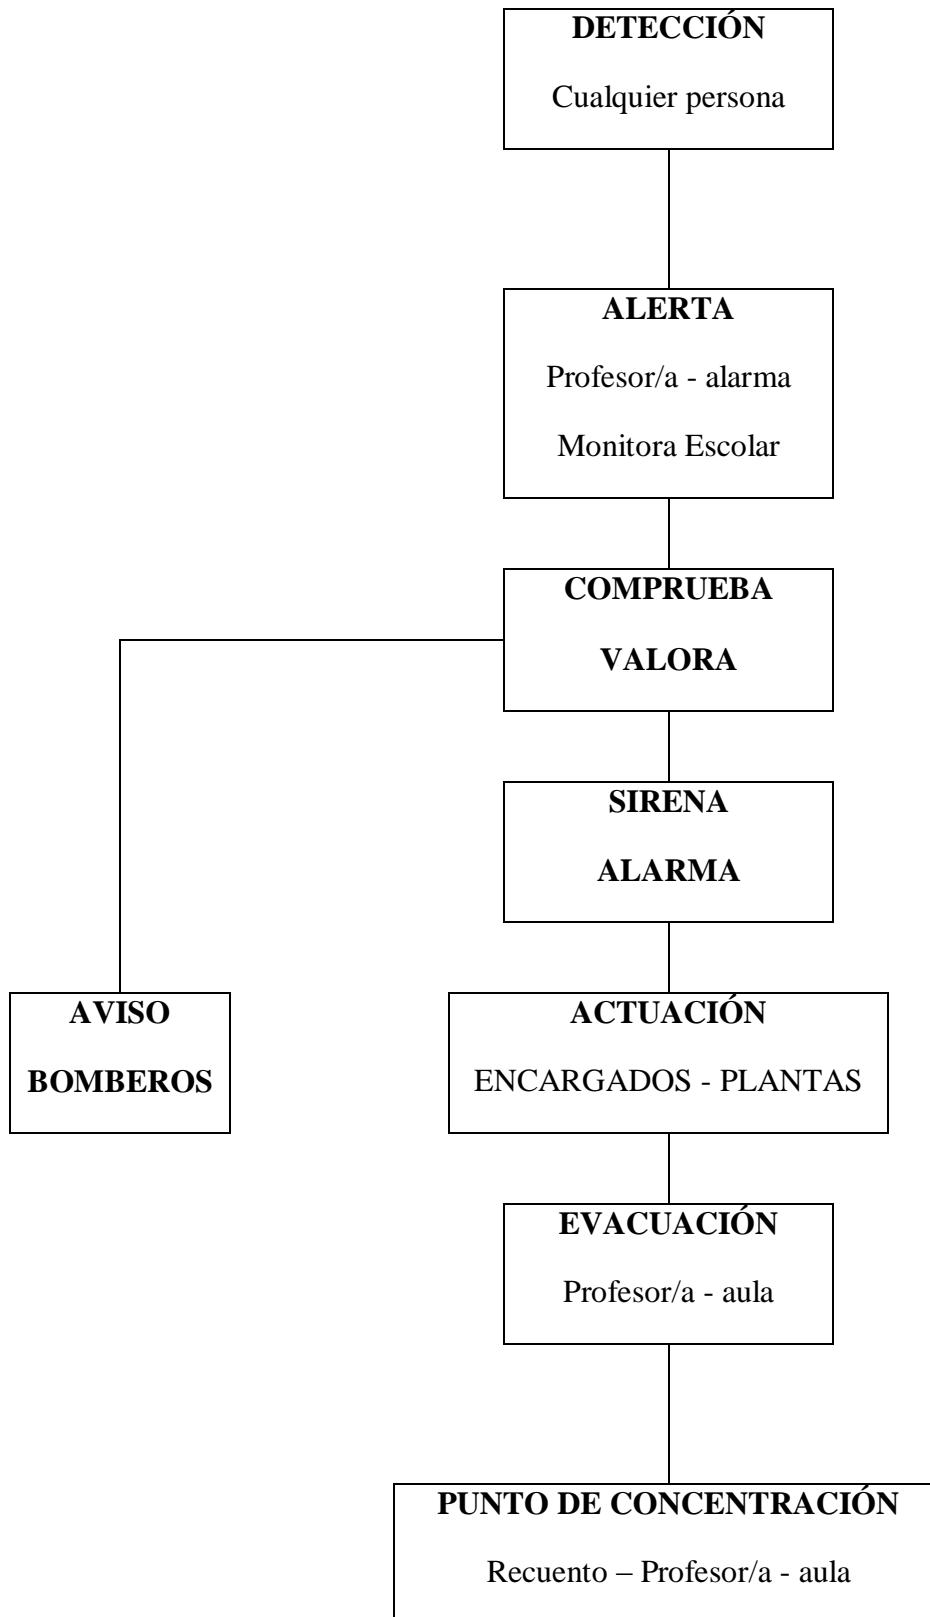 DETECCIÓN
Cualquier persona
ALERTA
Profesor/a - alarma
Monitora Escolar
COMPRUEBA
VALORA
SIRENA
ALARMA
AVISO
BOMBEROS
ACTUACIÓN
ENCARGADOS - PLANTAS
EVACUACIÓN
Profesor/a - aula
PUNTO DE CONCENTRACIÓN
Recuento – Profesor/a - aula